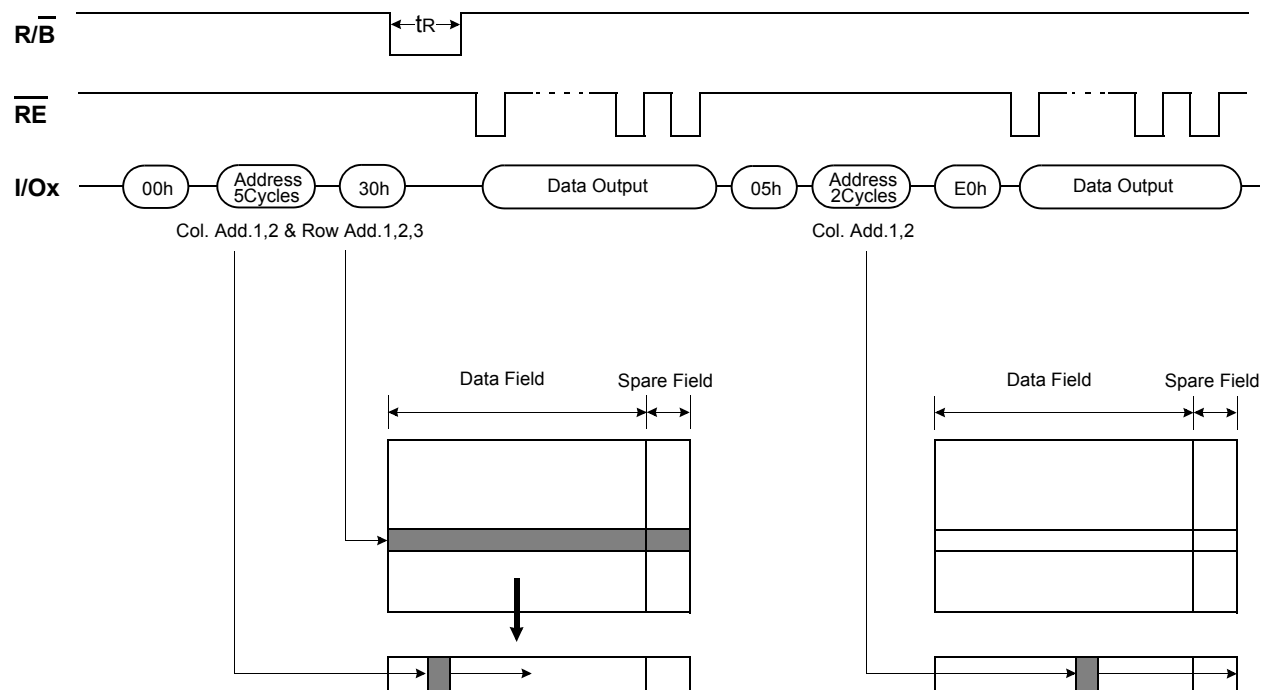 R/B̅
tR
R̅E̅
I/Ox
00h
Address
5Cycles
30h
Data Output
05h
Address
2Cycles
E0h
Data Output
Col. Add.1,2 & Row Add.1,2,3
Col. Add.1,2
Data Field
Spare Field
Data Field
Spare Field